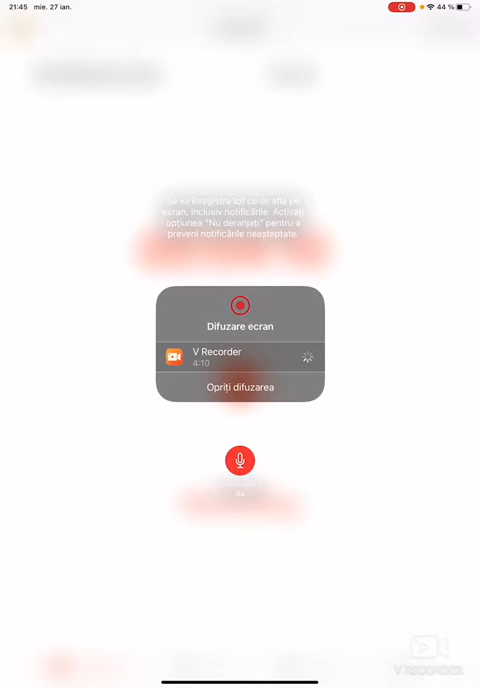 21:45 mie. 27 ian. 44 %
Se va înregistra tot ce se află pe
ecran, inclusiv notificările. Activați
opțiunea "Nu deranjați" pentru a
preveni notificările neașteptate.
Difuzare ecran
V Recorder
4:10
Opriți difuzarea
Da
V RECORDER